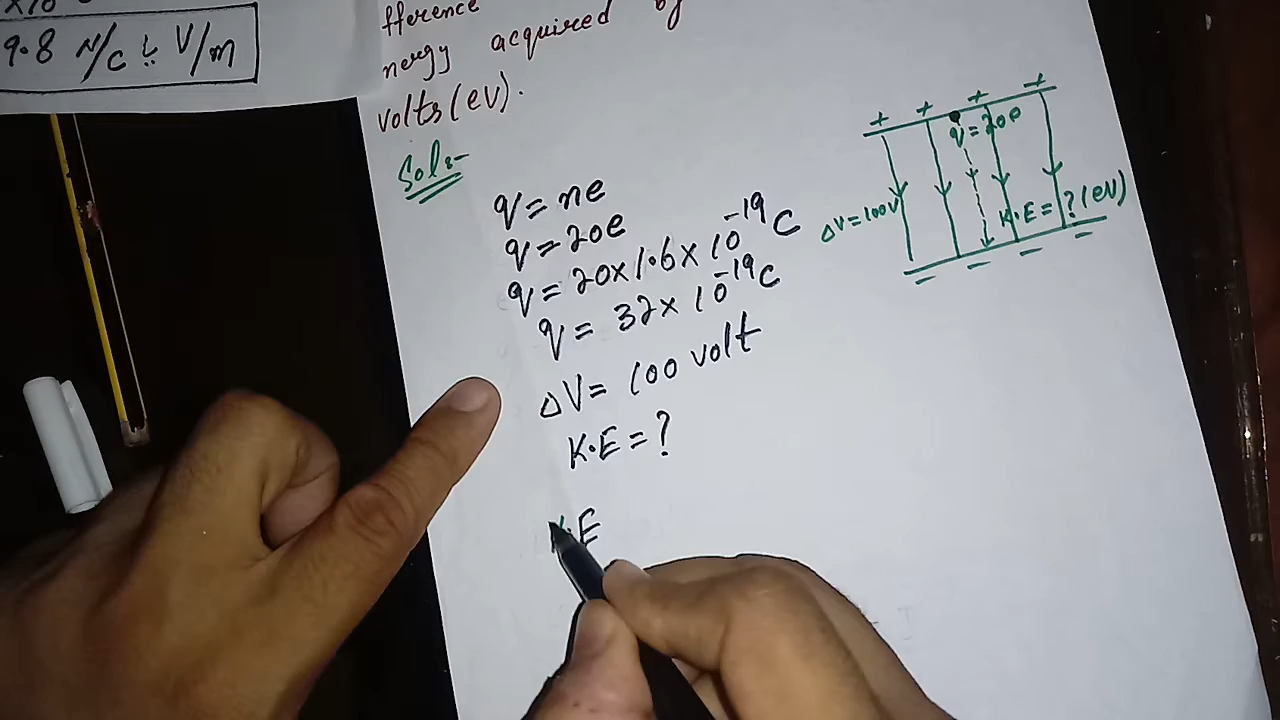 9.8 N/C ; V/m
fference
nergy acquired by
volts (eV).
Sol:-
q = ne
q = 20e
q = 20 x 1.6 x 10^-19 C
q = 32 x 10^-19 C
ΔV = 100 volt
K.E = ?
K.E
+ + + +
q = 20e
ΔV = 100V
K.E = ? (eV)